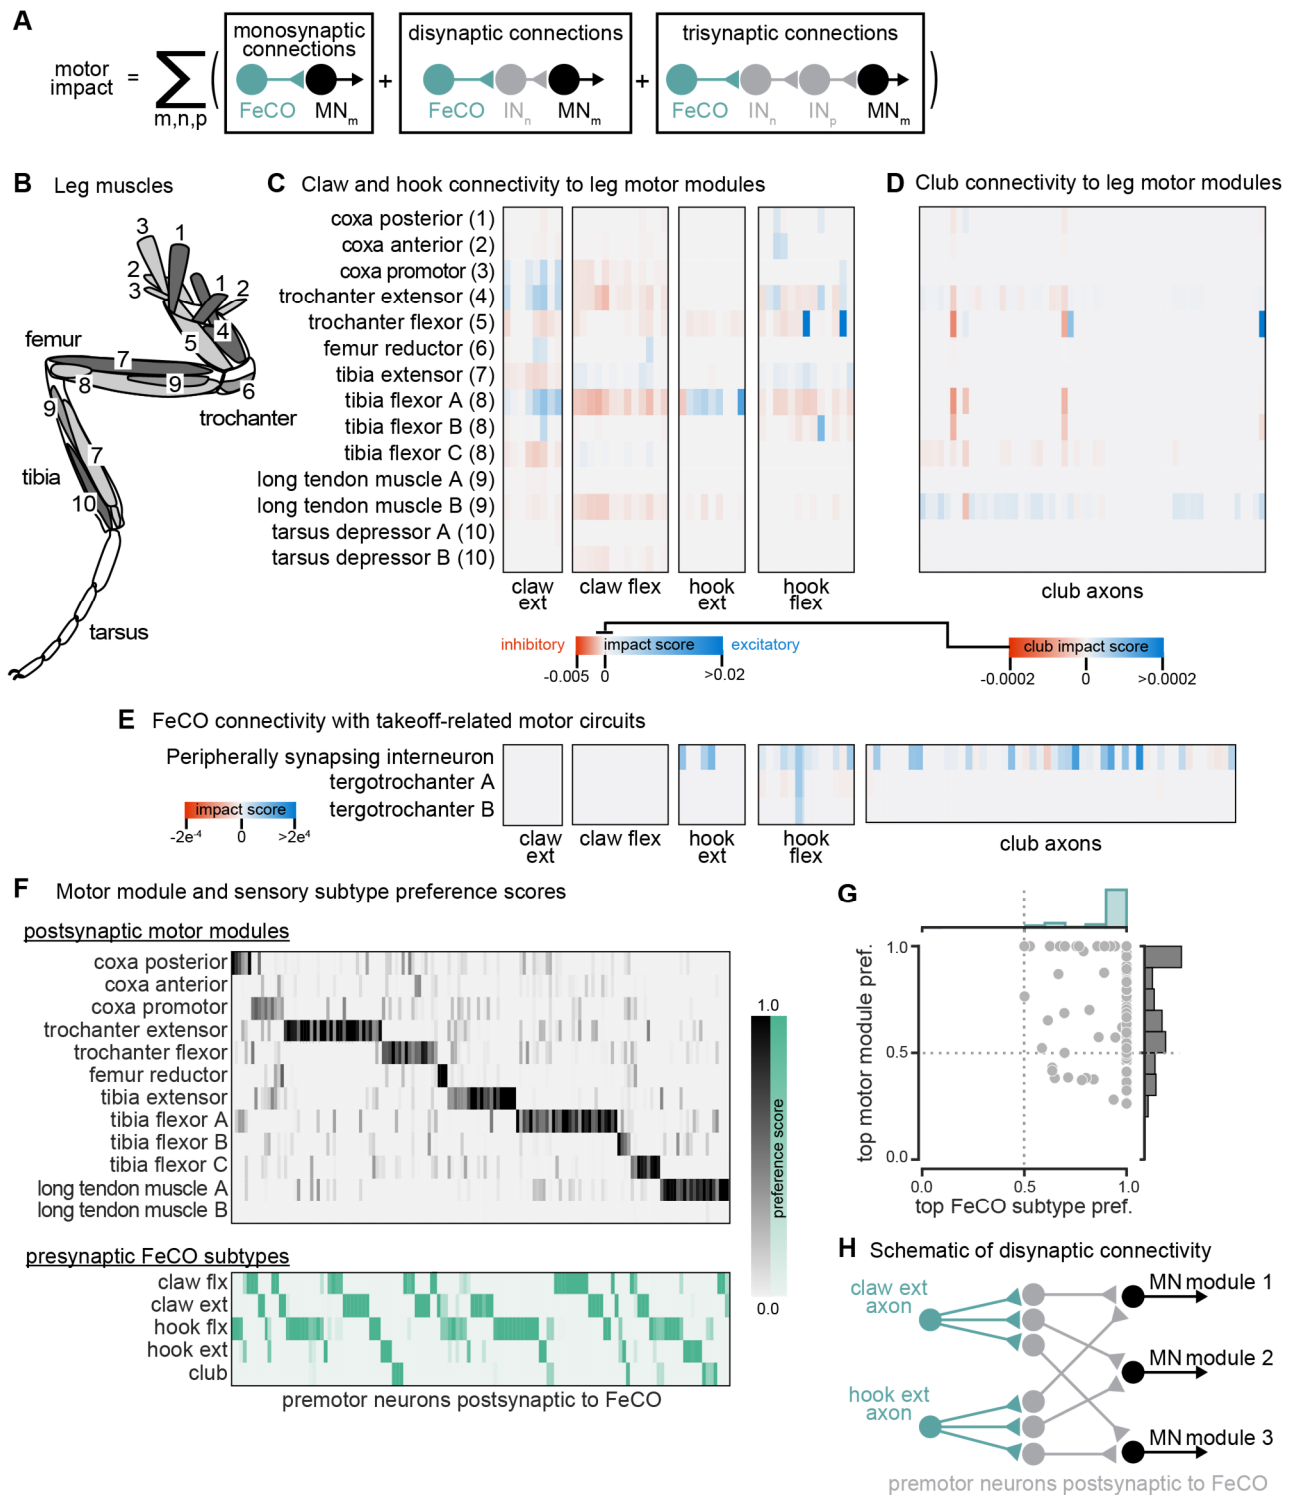 A
motor
impact
=
∑
m,n,p
(
monosynaptic
connections
FeCO
MNm
+
disynaptic connections
FeCO
INn
MNm
+
trisynaptic connections
FeCO
INn
INp
MNm
)
B Leg muscles
3
1
2
3
1
2
5
4
femur
7
8
9
6
trochanter
9
7
tibia
10
tarsus
C Claw and hook connectivity to leg motor modules
coxa posterior (1)
coxa anterior (2)
coxa promotor (3)
trochanter extensor (4)
trochanter flexor (5)
femur reductor (6)
tibia extensor (7)
tibia flexor A (8)
tibia flexor B (8)
tibia flexor C (8)
long tendon muscle A (9)
long tendon muscle B (9)
tarsus depressor A (10)
tarsus depressor B (10)
claw
ext
claw flex
hook
ext
hook
flex
inhibitory
impact score
excitatory
-0.005
0
>0.02
D Club connectivity to leg motor modules
club axons
club impact score
-0.0002
0
>0.0002
E FeCO connectivity with takeoff-related motor circuits
Peripherally synapsing interneuron
tergotrochanter A
tergotrochanter B
impact score
-2e-4
0
>2e4
claw
ext
claw flex
hook
ext
hook
flex
club axons
F Motor module and sensory subtype preference scores
postsynaptic motor modules
coxa posterior
coxa anterior
coxa promotor
trochanter extensor
trochanter flexor
femur reductor
tibia extensor
tibia flexor A
tibia flexor B
tibia flexor C
long tendon muscle A
long tendon muscle B
presynaptic FeCO subtypes
claw flx
claw ext
hook flx
hook ext
club
premotor neurons postsynaptic to FeCO
1.0
preference score
0.0
G
top motor module pref.
1.0
0.5
0.0
0.0
0.5
1.0
top FeCO subtype pref.
H Schematic of disynaptic connectivity
claw ext
axon
hook ext
axon
MN module 1
MN module 2
MN module 3
premotor neurons postsynaptic to FeCO